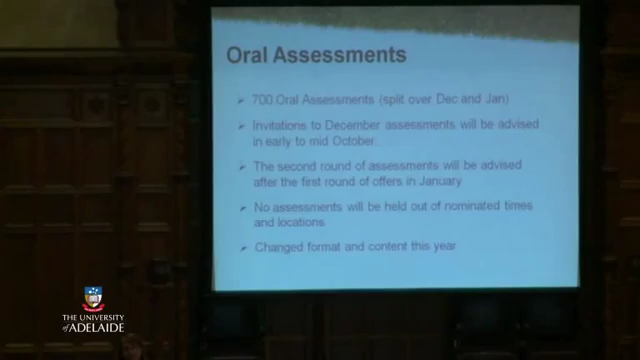 Oral Assessments
700 Oral Assessments (split over Dec and Jan)
Invitations to December assessments will be advised
in early to mid October.
The second round of assessments will be advised
after the first round of offers in January
No assessments will be held out of nominated times
and locations
Changed format and content this year
THE UNIVERSITY
of ADELAIDE